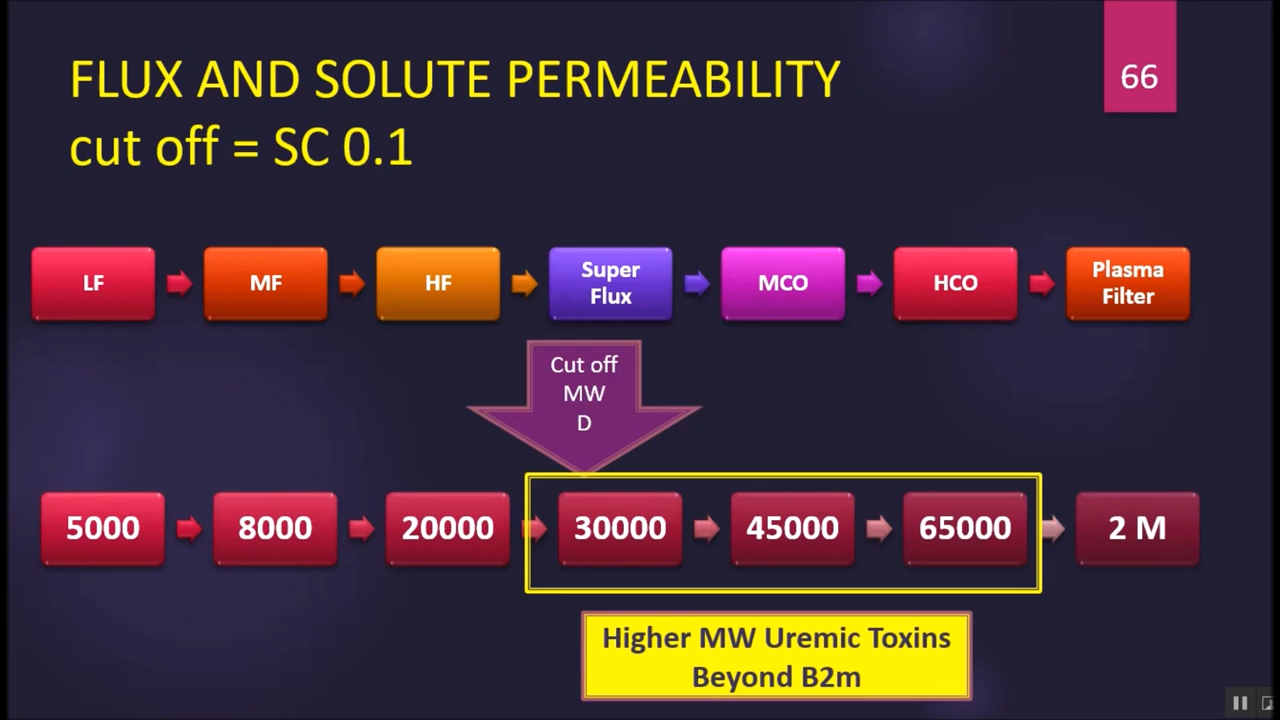 FLUX AND SOLUTE PERMEABILITY
cut off = SC 0.1
66
LF
MF
HF
Super
Flux
MCO
HCO
Plasma
Filter
Cut off
MW
D
5000
8000
20000
30000
45000
65000
2 M
Higher MW Uremic Toxins
Beyond B2m